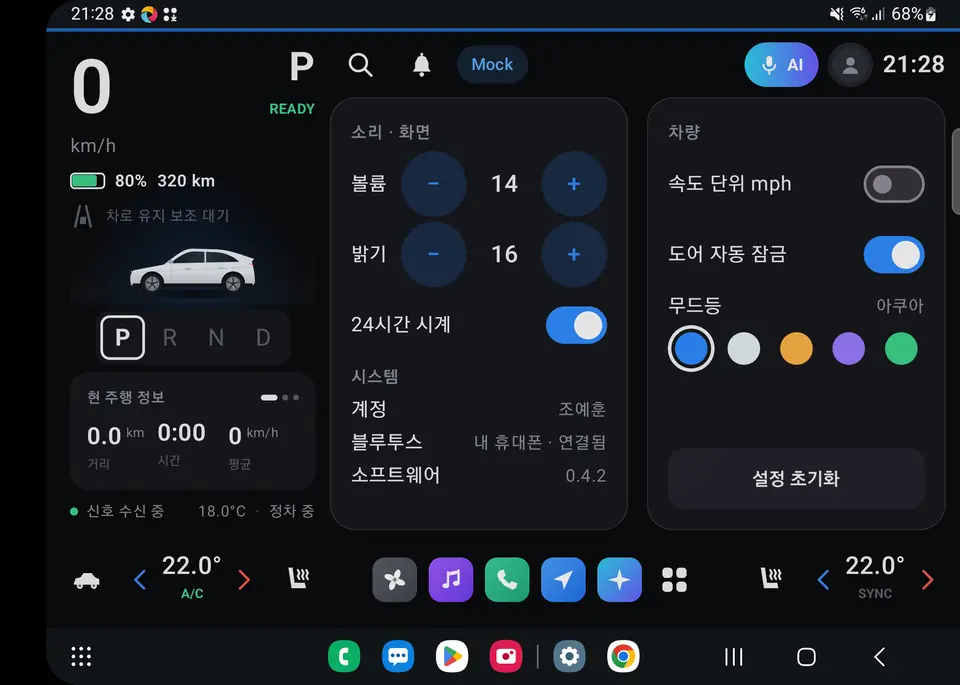 21:28
68%
0
P
READY
km/h
80% 320 km
차로 유지 보조 대기
P R N D
현 주행 정보
0.0 km 0:00 0 km/h
거리 시간 평균
신호 수신 중 18.0°C · 정차 중
Mock
AI
21:28
소리 · 화면
볼륨 − 14 +
밝기 − 16 +
24시간 시계
시스템
계정 조예훈
블루투스 내 휴대폰 · 연결됨
소프트웨어 0.4.2
차량
속도 단위 mph
도어 자동 잠금
무드등 아쿠아
설정 초기화
22.0°
A/C
22.0°
SYNC